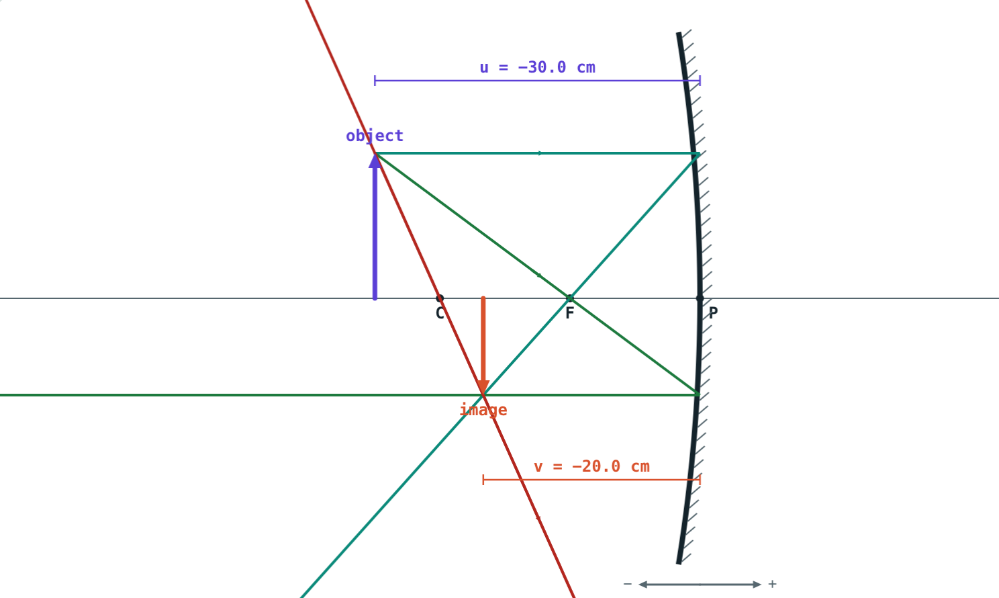 u = −30.0 cm
object
C
F
P
image
v = −20.0 cm
− +